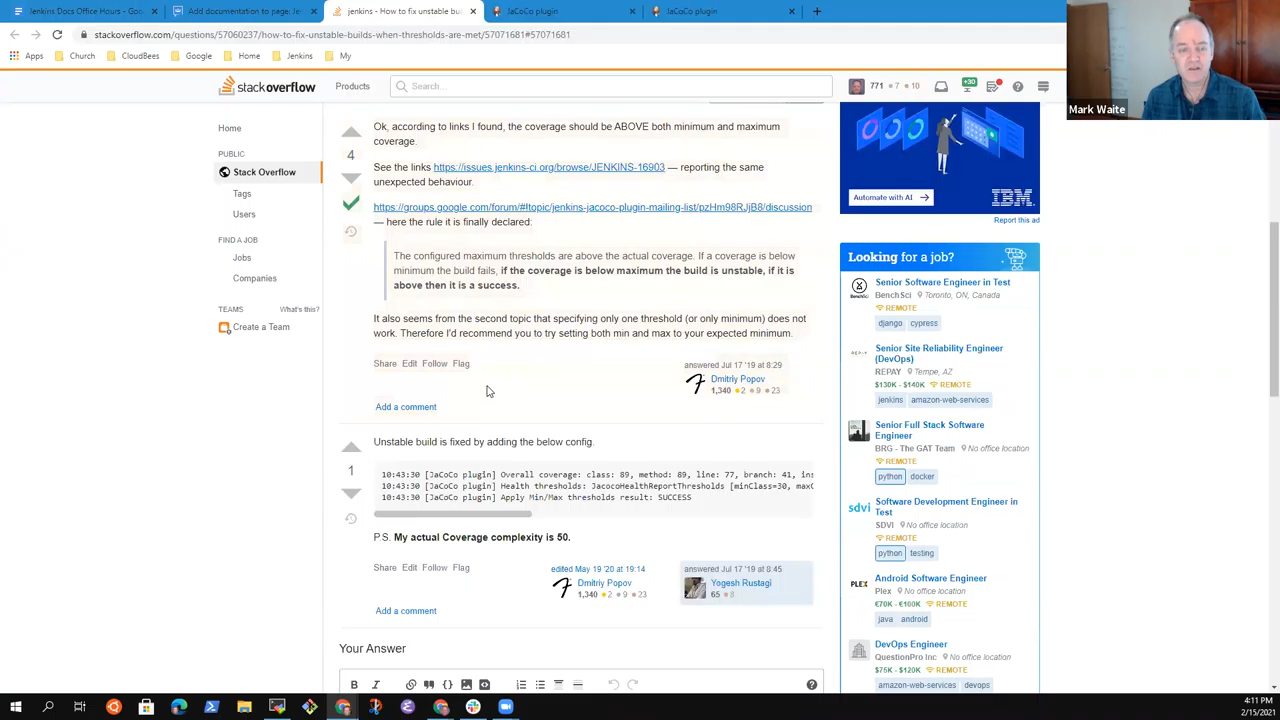 Jenkins Docs Office Hours - Goo
Add documentation to page: Jen
jenkins - How to fix unstable bu
JaCoCo plugin
JaCoCo plugin
stackoverflow.com/questions/57060237/how-to-fix-unstable-builds-when-thresholds-are-met/57071681#57071681
Apps
Church
CloudBees
Google
Home
Jenkins
My
Mark Waite
stackoverflow
Products
Search...
771 • 7 • 10
+30
Home
PUBLIC
Stack Overflow
Tags
Users
FIND A JOB
Jobs
Companies
TEAMS
What's this?
Create a Team
4
Ok, according to links I found, the coverage should be ABOVE both minimum and maximum
coverage.
See the links https://issues.jenkins-ci.org/browse/JENKINS-16903 — reporting the same
unexpected behaviour.
https://groups.google.com/forum/#!topic/jenkins-jacoco-plugin-mailing-list/pzHm98RJjB8/discussion
— here the rule it is finally declared:
The configured maximum thresholds are above the actual coverage. If a coverage is below
minimum the build fails, if the coverage is below maximum the build is unstable, if it is
above then it is a success.
It also seems from the second topic that specifying only one threshold (or only minimum) does not
work. Therefore I'd recommend you try setting both min and max to your expected minimum.
Share Edit Follow Flag
answered Jul 17 '19 at 8:29
Dmitriy Popov
1,340 • 2 • 9 • 23
Add a comment
1
Unstable build is fixed by adding the below config.
10:43:30 [JaCoCo plugin] Overall coverage: class: 89, method: 89, line: 77, branch: 41, ins
10:43:30 [JaCoCo plugin] Health thresholds: JacocoHealthReportThresholds [minClass=30, maxC
10:43:30 [JaCoCo plugin] Apply Min/Max thresholds result: SUCCESS
P.S. My actual Coverage complexity is 50.
Share Edit Follow Flag
edited May 19 '20 at 19:14
Dmitriy Popov
1,340 • 2 • 9 • 23
answered Jul 17 '19 at 8:45
Yogesh Rustagi
65 • 8
Add a comment
Your Answer
B I
Automate with AI →
IBM
Report this ad
Looking for a job?
Senior Software Engineer in Test
BenchSci Toronto, ON, Canada
REMOTE
django cypress
Senior Site Reliability Engineer
(DevOps)
REPAY Tempe, AZ
$130K - $140K REMOTE
jenkins amazon-web-services
Senior Full Stack Software
Engineer
BRG - The GAT Team No office location
REMOTE
python docker
Software Development Engineer in
Test
sdvi
SDVI No office location
REMOTE
python testing
Android Software Engineer
PLEX
Plex No office location
€70K - €100K REMOTE
java android
DevOps Engineer
QuestionPro Inc No office location
$75K - $120K REMOTE
amazon-web-services devops
4:11 PM
2/15/2021